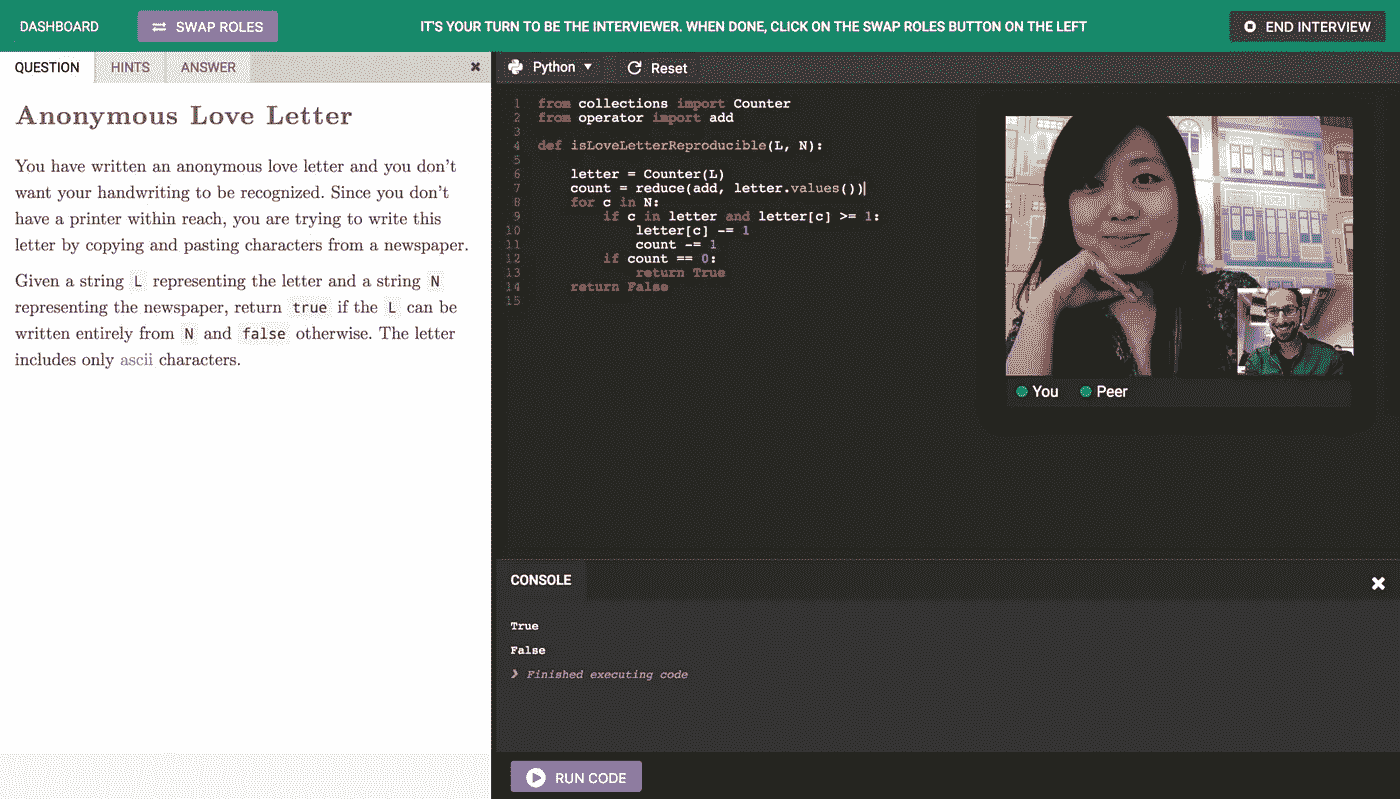 DASHBOARD
SWAP ROLES
IT'S YOUR TURN TO BE THE INTERVIEWER. WHEN DONE, CLICK ON THE SWAP ROLES BUTTON ON THE LEFT
END INTERVIEW
QUESTION HINTS ANSWER
Anonymous Love Letter
You have written an anonymous love letter and you don't
want your handwriting to be recognized. Since you don't
have a printer within reach, you are trying to write this
letter by copying and pasting characters from a newspaper.
Given a string L representing the letter and a string N
representing the newspaper, return true if the L can be
written entirely from N and false otherwise. The letter
includes only ascii characters.
Python
Reset
1 from collections import Counter
2 from operator import add
3
4 def isLoveLetterReproducible(L, N):
5
6 letter = Counter(L)
7 count = reduce(add, letter.values())
8 for c in N:
9 if c in letter and letter[c] >= 1:
10 letter[c] -= 1
11 count -= 1
12 if count == 0:
13 return True
14 return False
15
You Peer
CONSOLE
True
False
❯ Finished executing code
RUN CODE